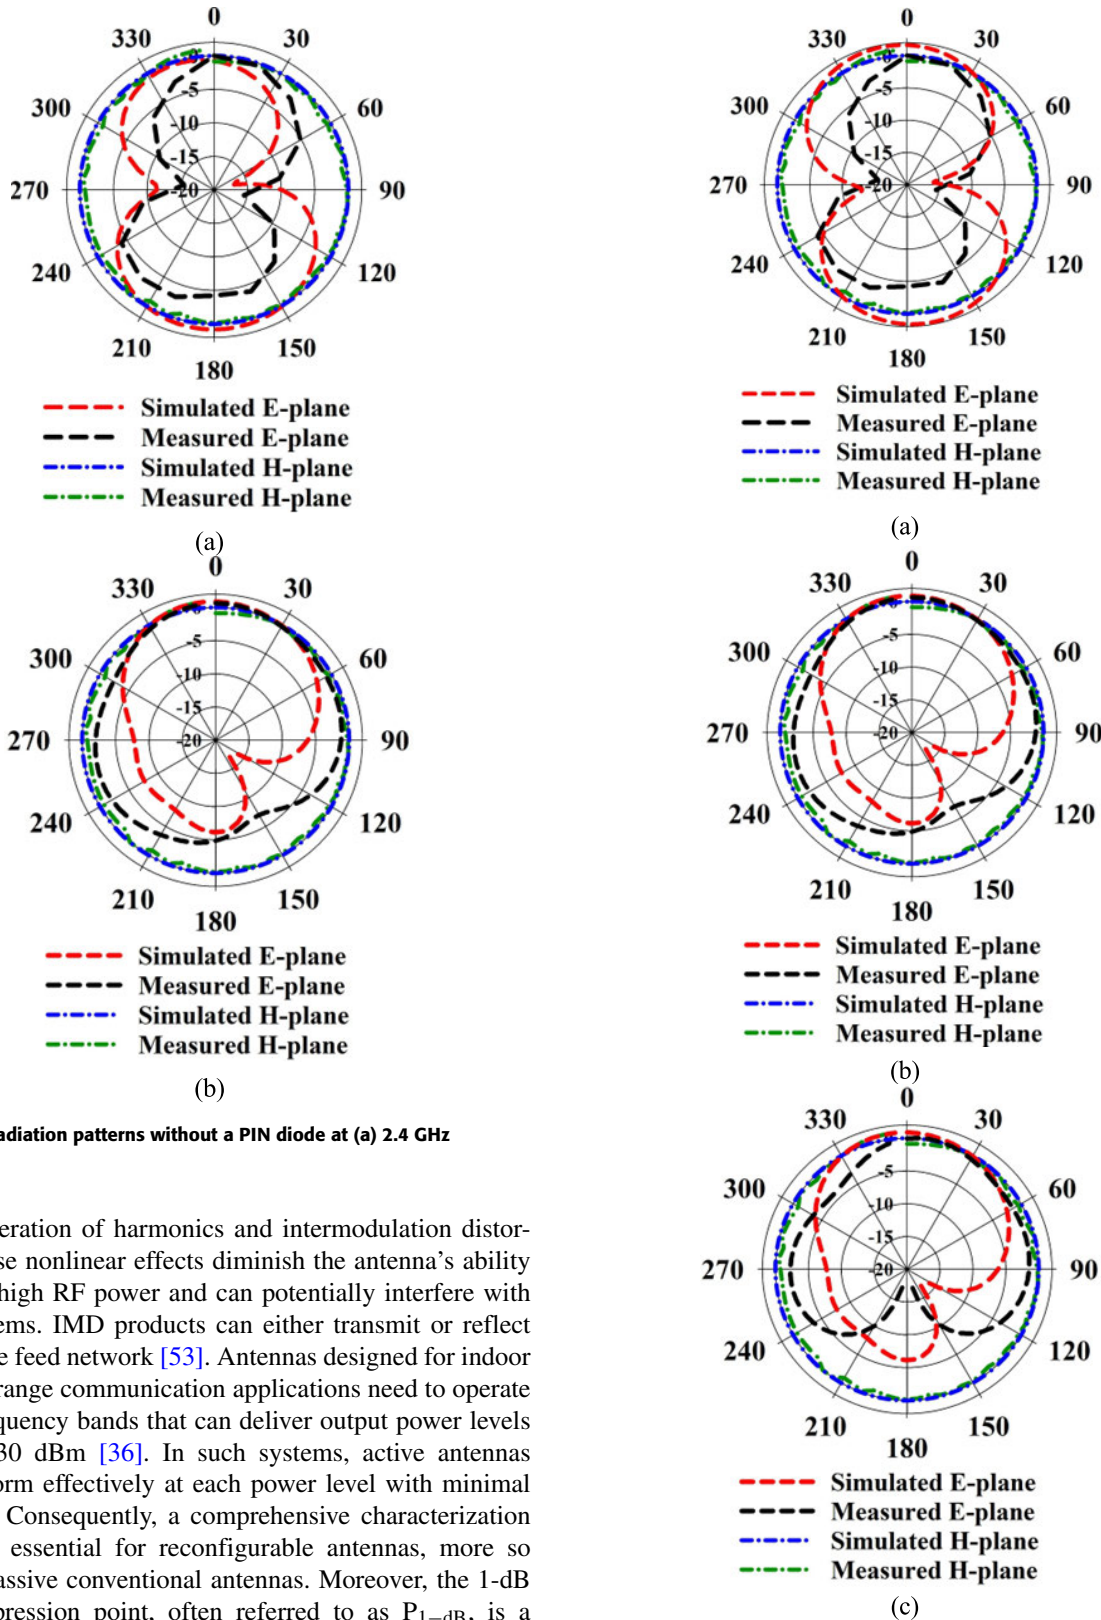 0
330
30
300
60
0
-5
-10
-15
-20
270
90
240
120
210
150
180
Simulated E-plane
Measured E-plane
Simulated H-plane
Measured H-plane
(a)
0
330
30
300
60
-5
-10
-15
-20
270
90
240
120
210
150
180
Simulated E-plane
Measured E-plane
Simulated H-plane
Measured H-plane
(b)
adiation patterns without a PIN diode at (a) 2.4 GHz
eration of harmonics and intermodulation distor-
se nonlinear effects diminish the antenna's ability
high RF power and can potentially interfere with
ems. IMD products can either transmit or reflect
e feed network [53]. Antennas designed for indoor
range communication applications need to operate
quency bands that can deliver output power levels
30 dBm [36]. In such systems, active antennas
orm effectively at each power level with minimal
Consequently, a comprehensive characterization
essential for reconfigurable antennas, more so
assive conventional antennas. Moreover, the 1-dB
pression point, often referred to as P1−dB, is a
0
330
30
300
60
0
-5
-10
-15
-20
270
90
240
120
210
150
180
Simulated E-plane
Measured E-plane
Simulated H-plane
Measured H-plane
(a)
0
330
30
300
60
-5
-10
-15
-20
270
90
240
120
210
150
180
Simulated E-plane
Measured E-plane
Simulated H-plane
Measured H-plane
(b)
0
330
30
300
60
-5
-10
-15
-20
270
90
240
120
210
150
180
Simulated E-plane
Measured E-plane
Simulated H-plane
Measured H-plane
(c)